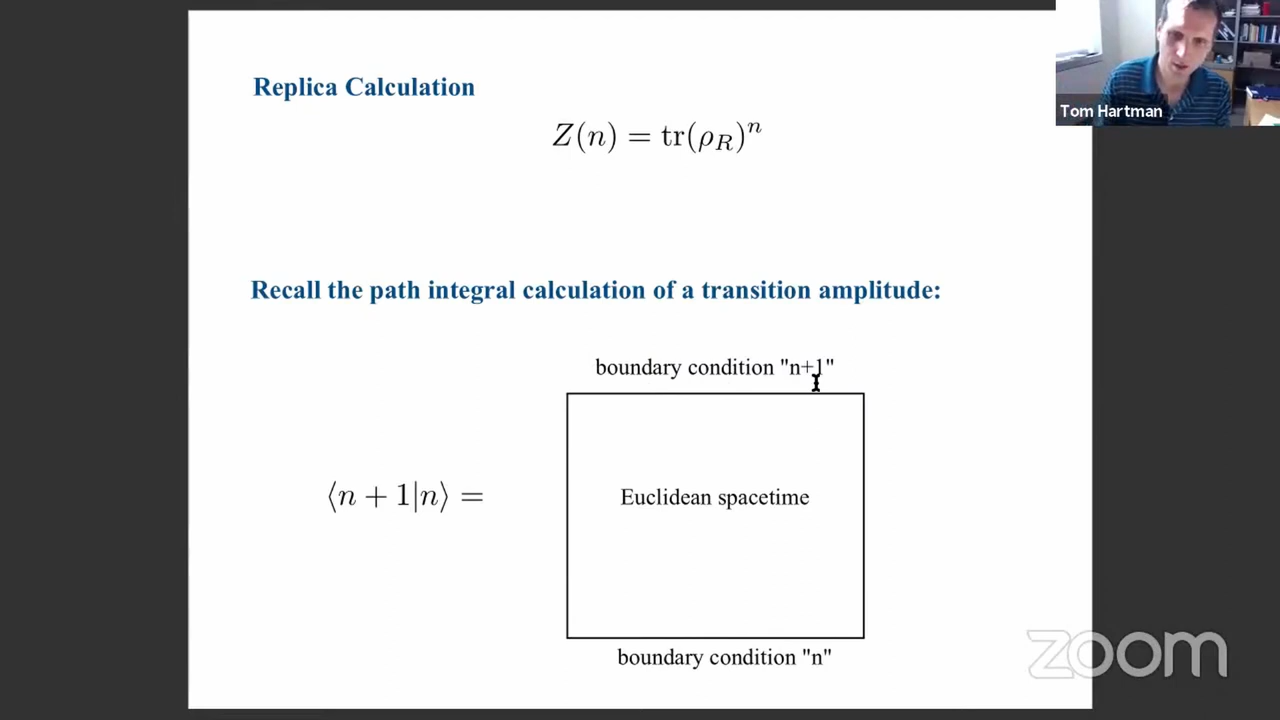 Replica Calculation
Z(n) = tr(ρ_R)^n
Tom Hartman
Recall the path integral calculation of a transition amplitude:
boundary condition "n+1"
⟨n + 1|n⟩ =
Euclidean spacetime
boundary condition "n"
zoom